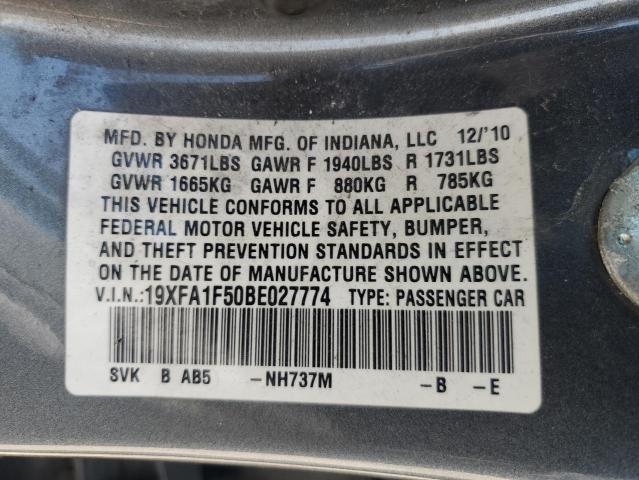 MFD. BY HONDA MFG. OF INDIANA, LLC 12/'10
GVWR 3671LBS GAWR F 1940LBS R 1731LBS
GVWR 1665KG GAWR F 880KG R 785KG
THIS VEHICLE CONFORMS TO ALL APPLICABLE
FEDERAL MOTOR VEHICLE SAFETY, BUMPER,
AND THEFT PREVENTION STANDARDS IN EFFECT
ON THE DATE OF MANUFACTURE SHOWN ABOVE.
V.I.N.:19XFA1F50BE027774 TYPE: PASSENGER CAR
SVK B AB5 -NH737M -B -E